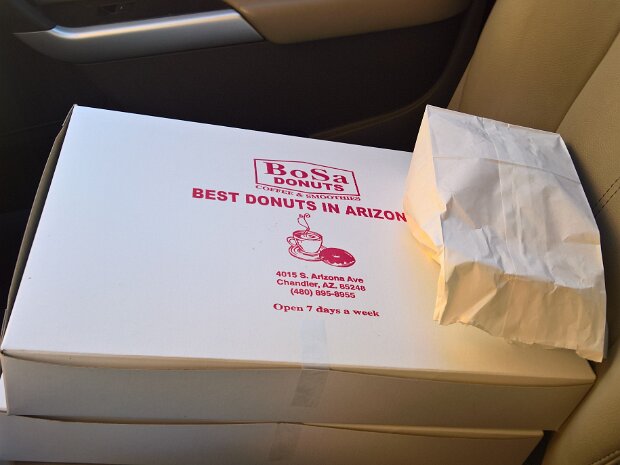 BoSa
DONUTS
COFFEE & SMOOTHIES
BEST DONUTS IN ARIZON
4015 S. Arizona Ave
Chandler, AZ. 85248
(480) 895-8955
Open 7 days a week